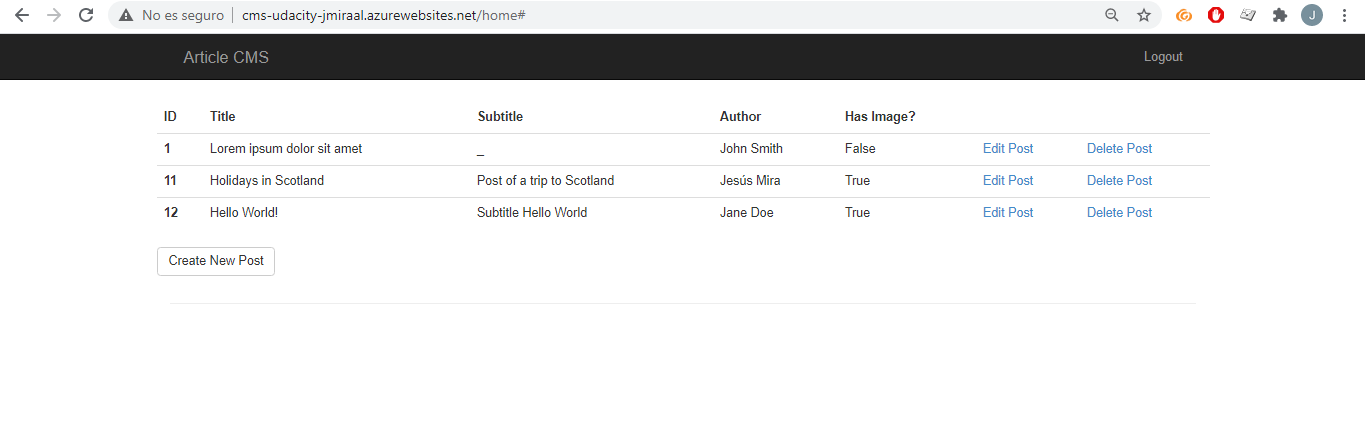 No es seguro cms-udacity-jmiraal.azurewebsites.net/home# J
Article CMS Logout
ID Title Subtitle Author Has Image?
1 Lorem ipsum dolor sit amet _ John Smith False Edit Post Delete Post
11 Holidays in Scotland Post of a trip to Scotland Jesús Mira True Edit Post Delete Post
12 Hello World! Subtitle Hello World Jane Doe True Edit Post Delete Post
Create New Post